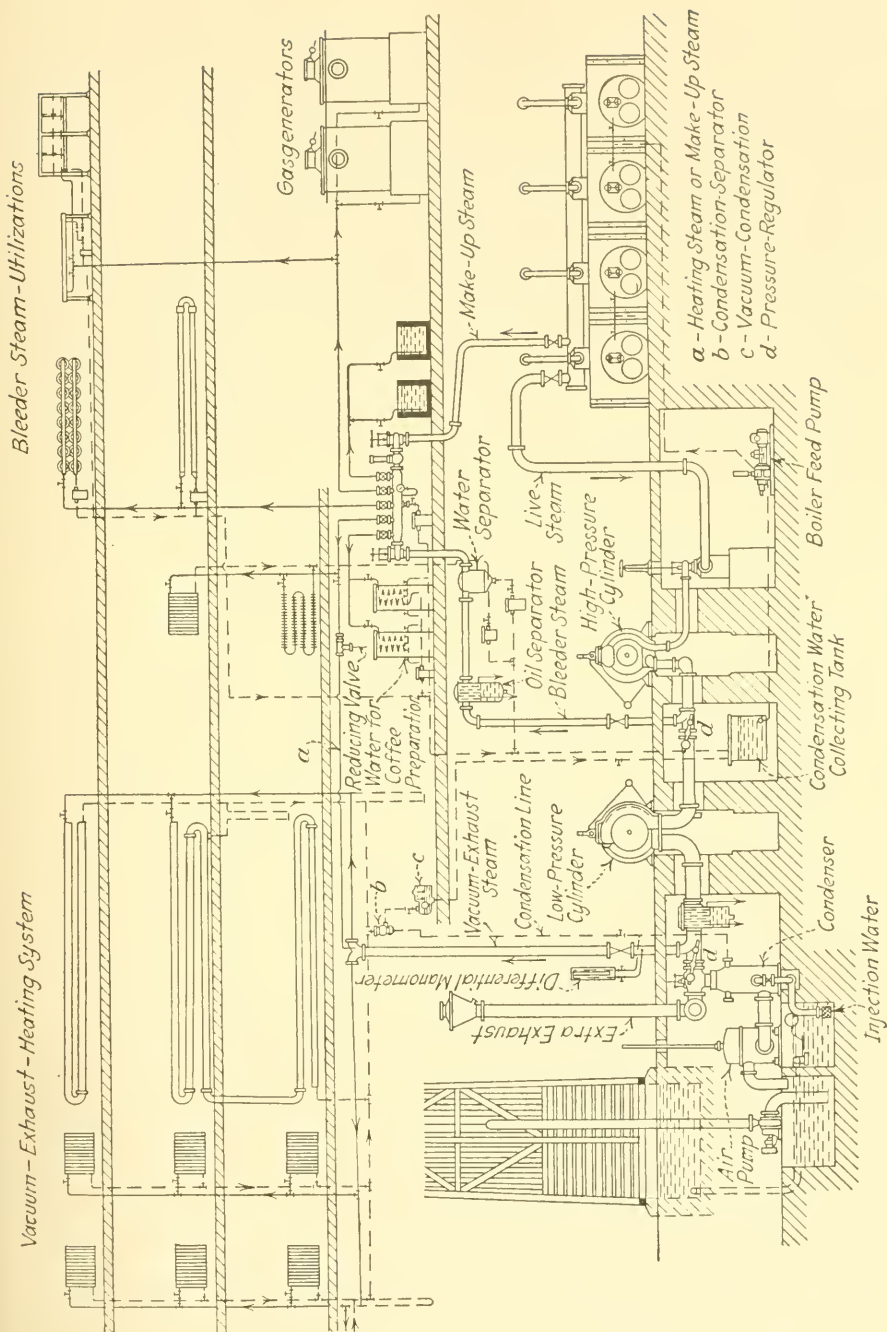 Vacuum-Exhaust-Heating System
Bleeder Steam-Utilizations
Gasgenerators
a
Reducing Valve
Water for
Coffee
Preparation
b
c
Make-Up Steam
Water
Separator
Oil Separator
Bleeder Steam
Live
Steam
High-Pressure
Cylinder
Vacuum-Exhaust
Steam
Condensation Line
Low-Pressure
Cylinder
Differential Manometer
Extra Exhaust
d
d
Air
Pump
Condenser
Injection Water
Condensation Water
Collecting Tank
Boiler Feed Pump
a-Heating Steam or Make-Up Steam
b-Condensation-Separator
c-Vacuum-Condensation
d-Pressure-Regulator